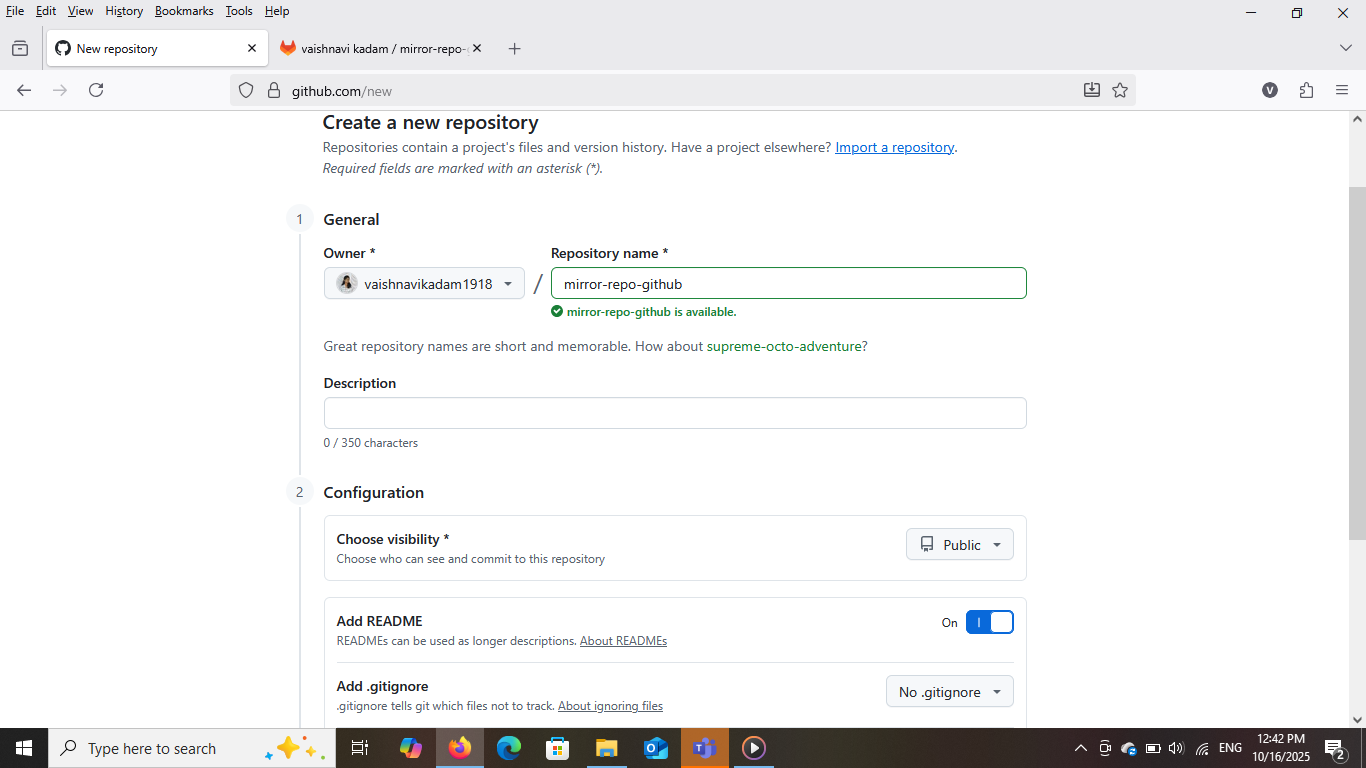 File Edit View History Bookmarks Tools Help
New repository
vaishnavi kadam / mirror-repo-
github.com/new
V
Create a new repository
Repositories contain a project's files and version history. Have a project elsewhere? Import a repository.
Required fields are marked with an asterisk (*).
1 General
Owner * Repository name *
vaishnavikadam1918 / mirror-repo-github
mirror-repo-github is available.
Great repository names are short and memorable. How about supreme-octo-adventure?
Description
0 / 350 characters
2 Configuration
Choose visibility *
Choose who can see and commit to this repository
Public
Add README
READMEs can be used as longer descriptions. About READMEs
On
Add .gitignore
.gitignore tells git which files not to track. About ignoring files
No .gitignore
Type here to search
ENG
12:42 PM
10/16/2025
2